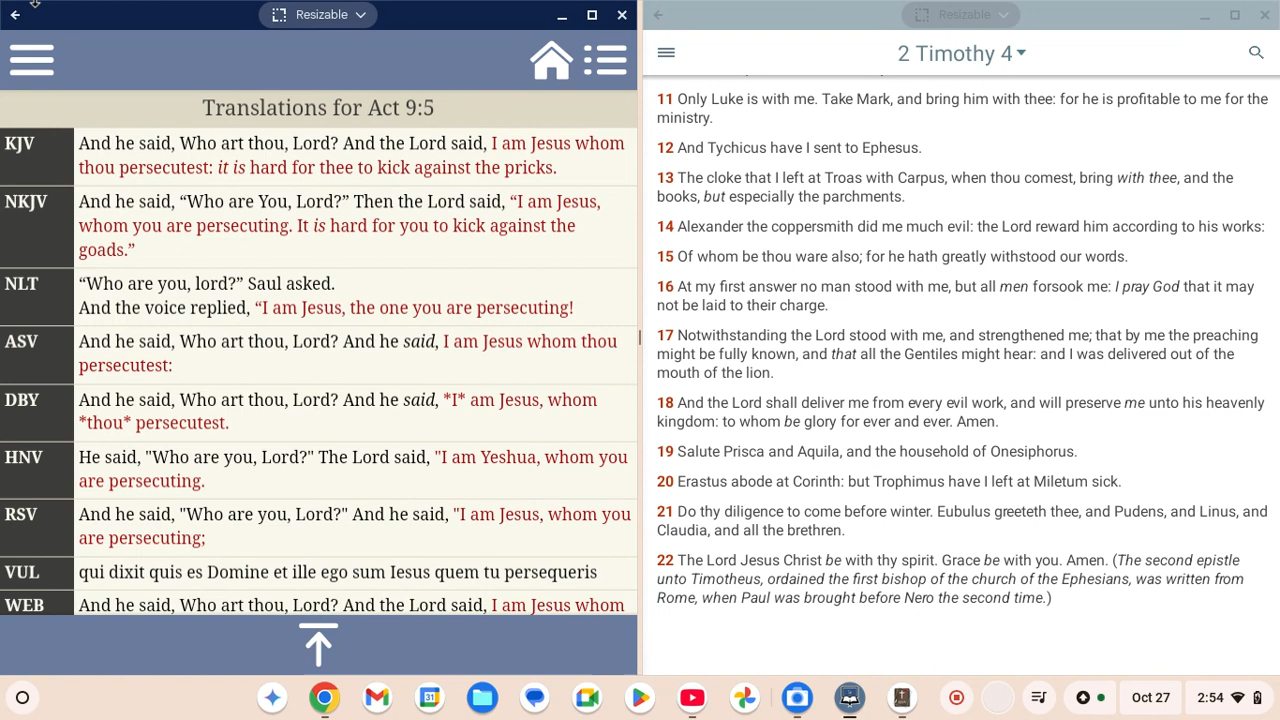 Resizable
Translations for Act 9:5
KJV And he said, Who art thou, Lord? And the Lord said, I am Jesus whom
thou persecutest: it is hard for thee to kick against the pricks.
NKJV And he said, “Who are You, Lord?” Then the Lord said, “I am Jesus,
whom you are persecuting. It is hard for you to kick against the
goads.”
NLT “Who are you, lord?” Saul asked.
And the voice replied, “I am Jesus, the one you are persecuting!
ASV And he said, Who art thou, Lord? And he said, I am Jesus whom thou
persecutest:
DBY And he said, Who art thou, Lord? And he said, *I* am Jesus, whom
*thou* persecutest.
HNV He said, "Who are you, Lord?" The Lord said, "I am Yeshua, whom you
are persecuting.
RSV And he said, "Who are you, Lord?" And he said, "I am Jesus, whom you
are persecuting;
VUL qui dixit quis es Domine et ille ego sum Iesus quem tu persequeris
WEB And he said, Who art thou, Lord? And the Lord said, I am Jesus whom
Resizable
2 Timothy 4
11 Only Luke is with me. Take Mark, and bring him with thee: for he is profitable to me for the
ministry.
12 And Tychicus have I sent to Ephesus.
13 The cloke that I left at Troas with Carpus, when thou comest, bring with thee, and the
books, but especially the parchments.
14 Alexander the coppersmith did me much evil: the Lord reward him according to his works:
15 Of whom be thou ware also; for he hath greatly withstood our words.
16 At my first answer no man stood with me, but all men forsook me: I pray God that it may
not be laid to their charge.
17 Notwithstanding the Lord stood with me, and strengthened me; that by me the preaching
might be fully known, and that all the Gentiles might hear: and I was delivered out of the
mouth of the lion.
18 And the Lord shall deliver me from every evil work, and will preserve me unto his heavenly
kingdom: to whom be glory for ever and ever. Amen.
19 Salute Prisca and Aquila, and the household of Onesiphorus.
20 Erastus abode at Corinth: but Trophimus have I left at Miletum sick.
21 Do thy diligence to come before winter. Eubulus greeteth thee, and Pudens, and Linus, and
Claudia, and all the brethren.
22 The Lord Jesus Christ be with thy spirit. Grace be with you. Amen. (The second epistle
unto Timotheus, ordained the first bishop of the church of the Ephesians, was written from
Rome, when Paul was brought before Nero the second time.)
31
Oct 27
2:54